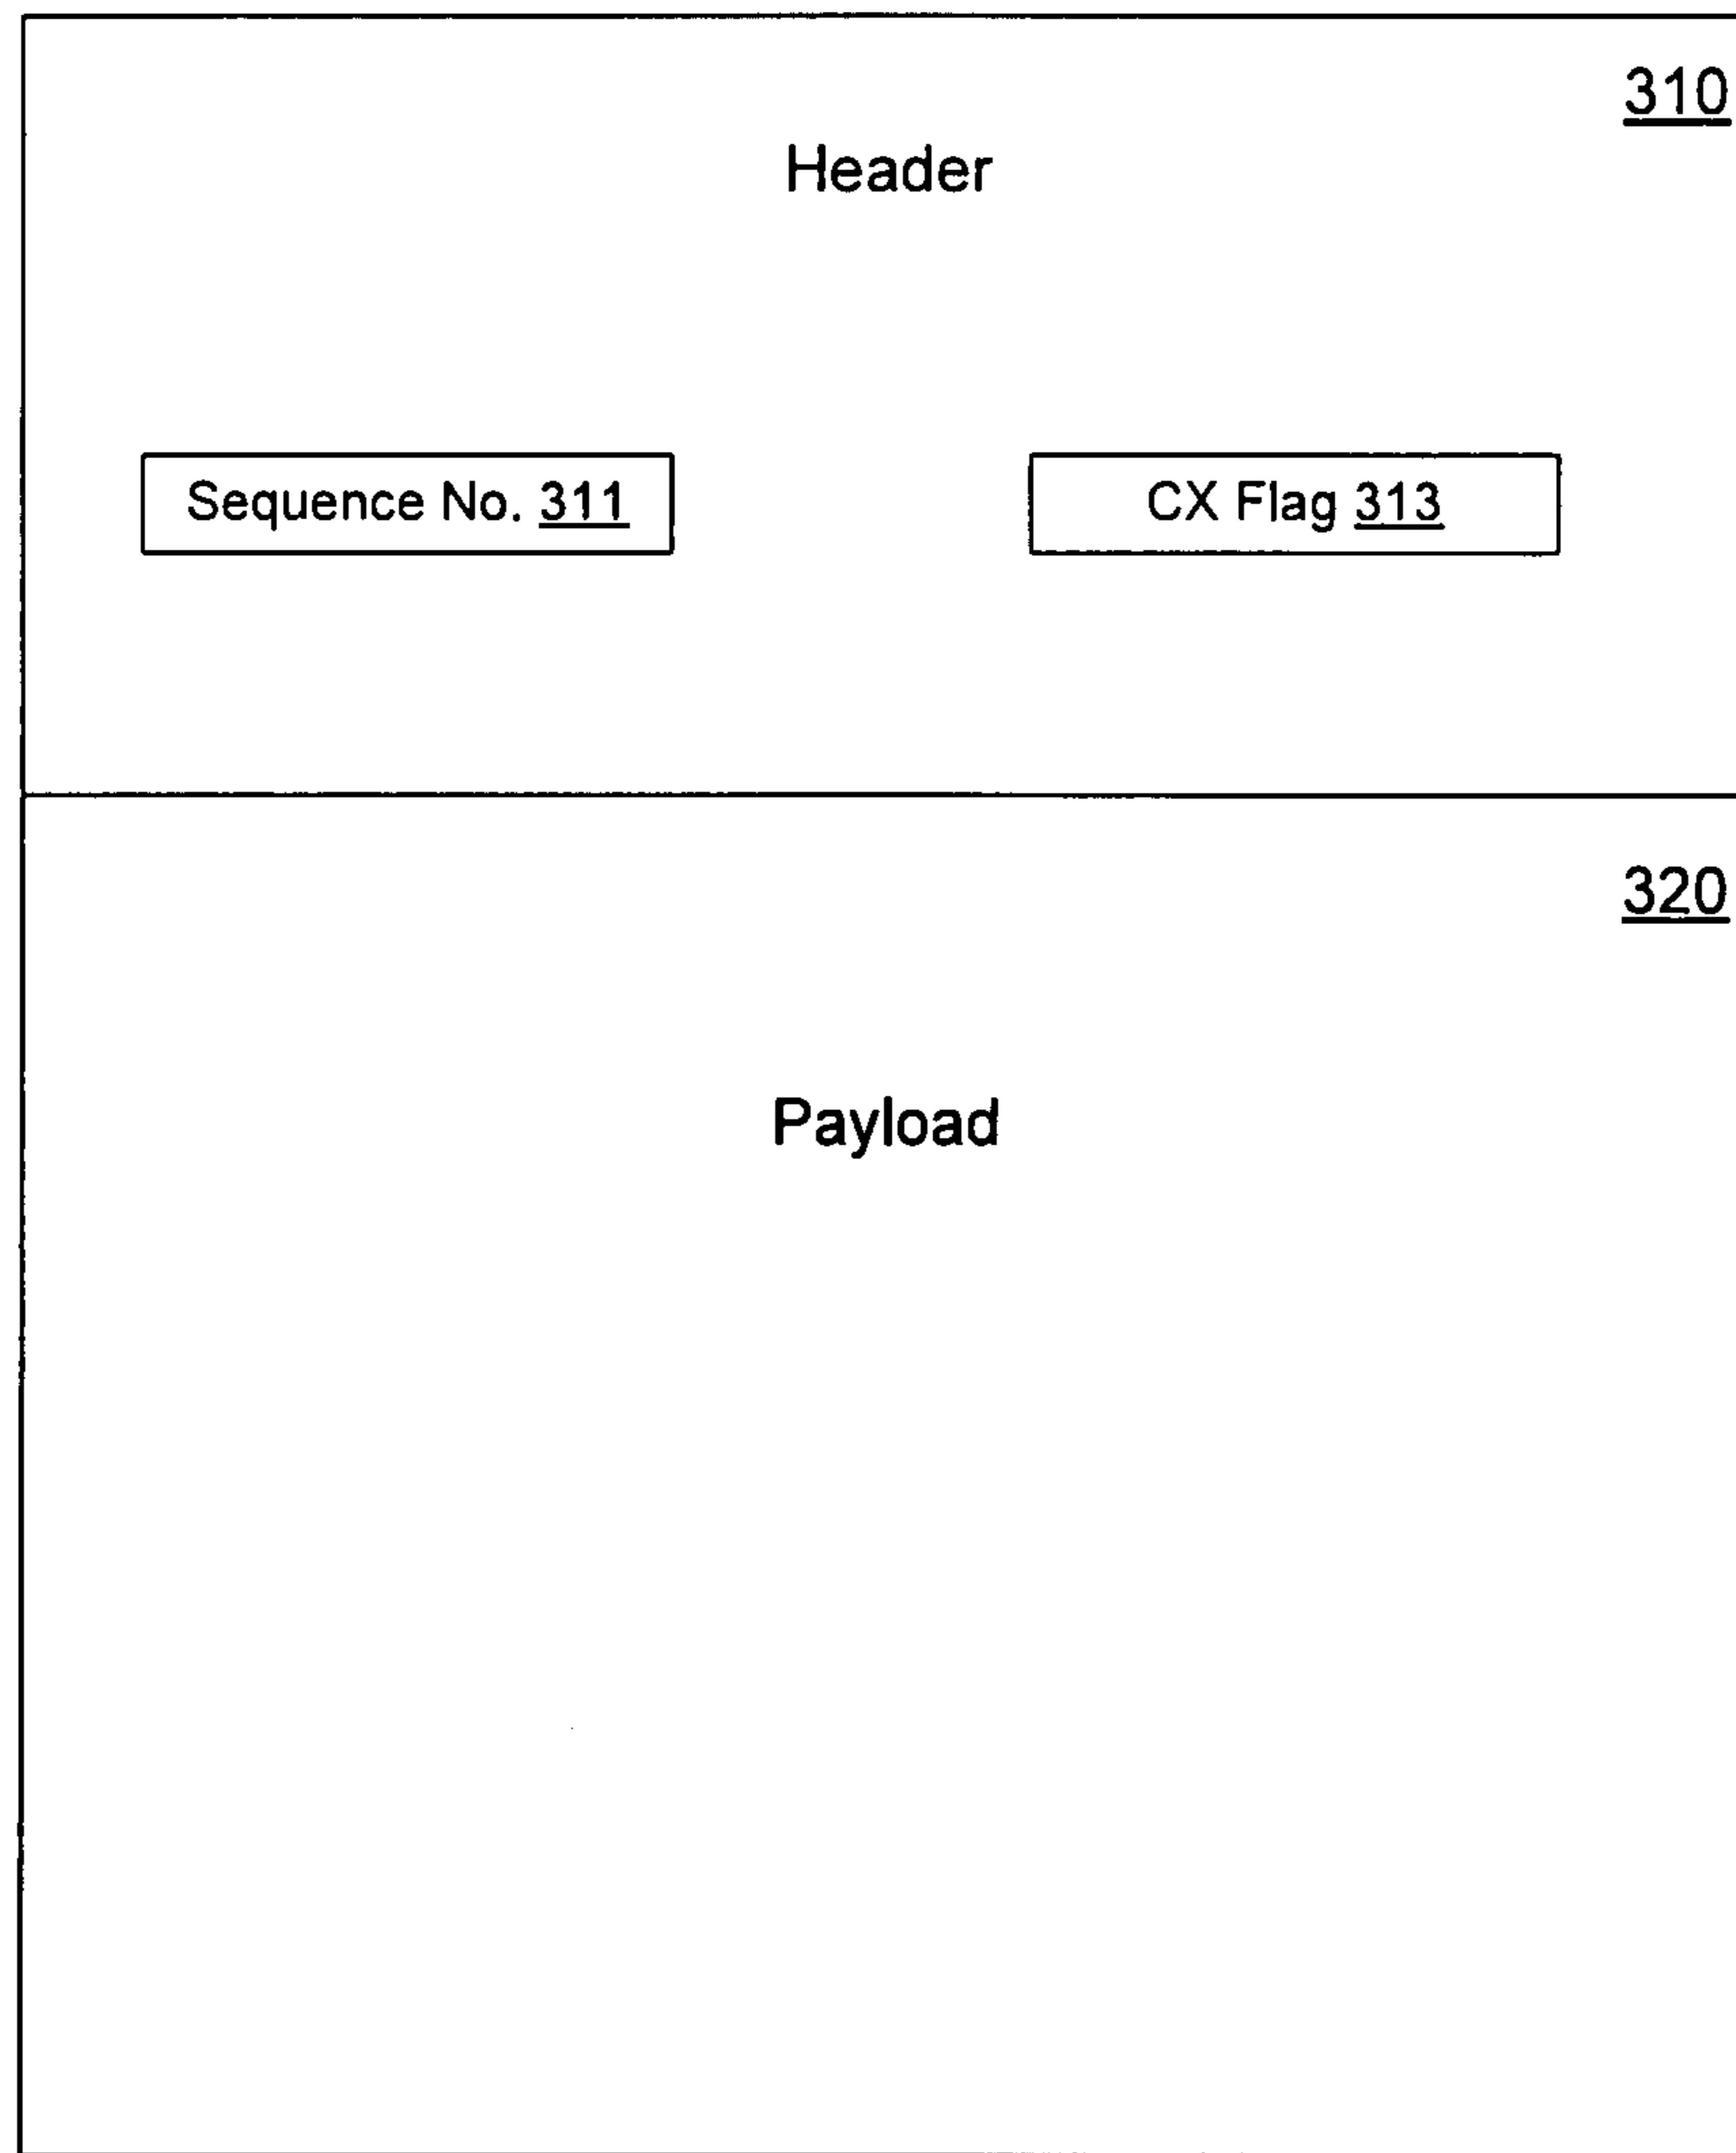 310
Header
Sequence No. 311
CX Flag 313
320
Payload